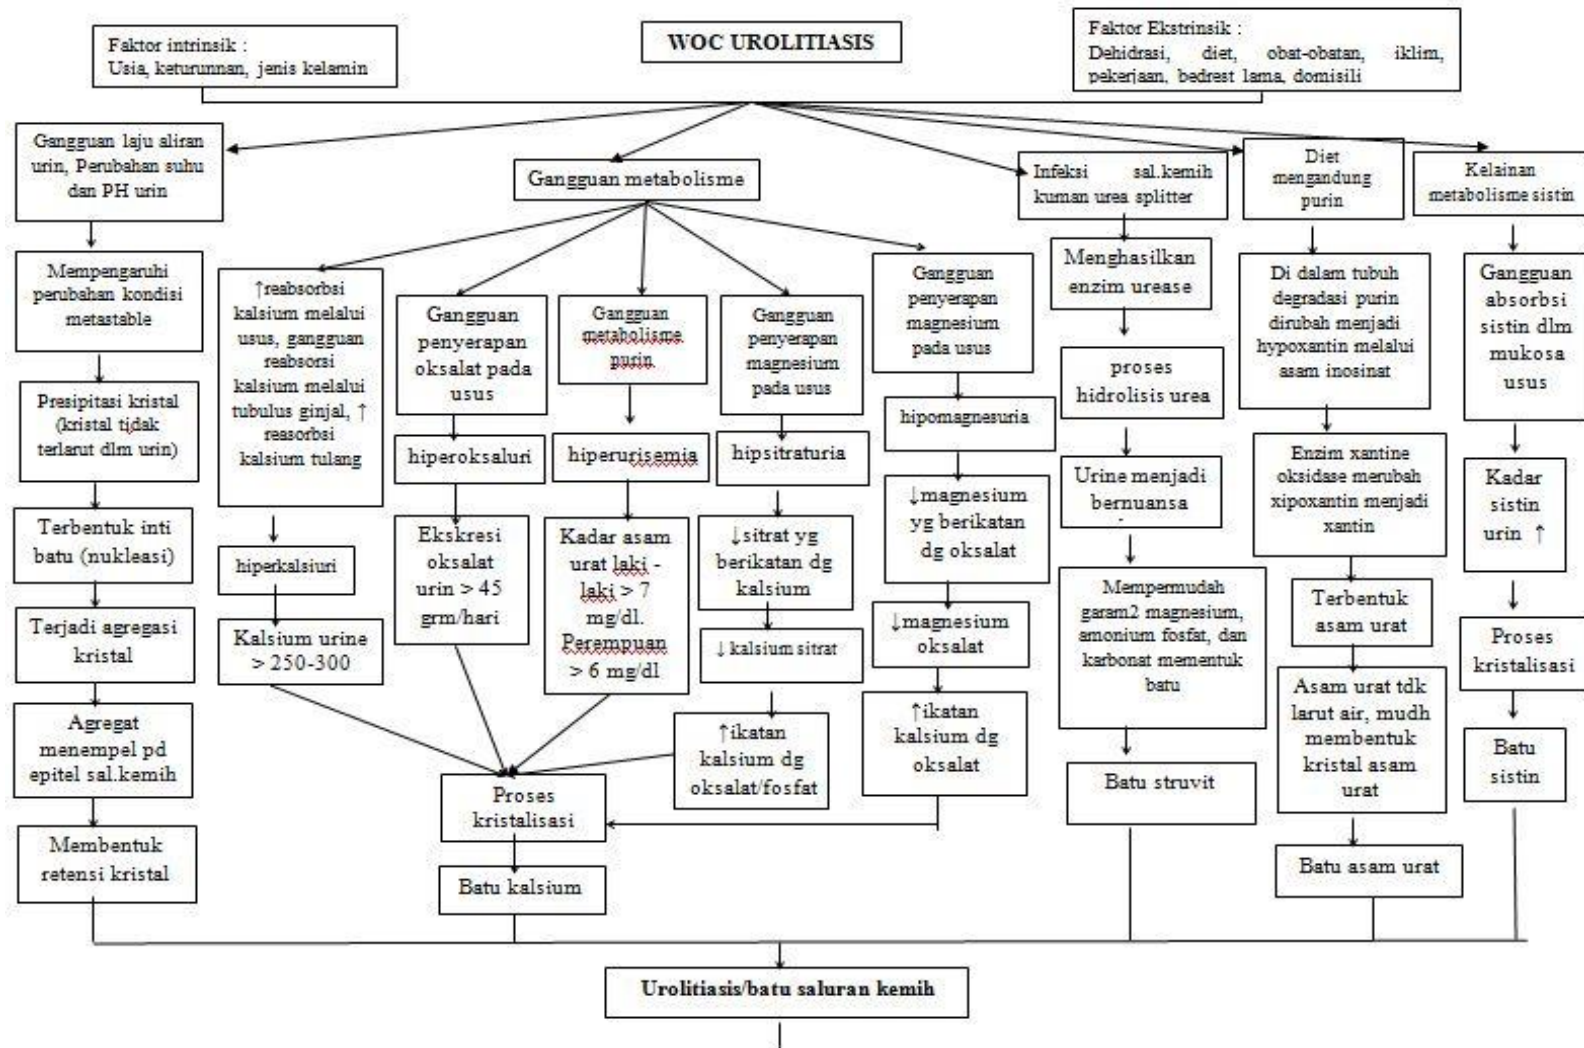 WOC UROLITIASIS
Faktor intrinsik :
Usia, keturunnan, jenis kelamin
Faktor Ekstrinsik :
Dehidrasi, diet, obat-obatan, iklim,
pekerjaan, bedrest lama, domisili
Gangguan laju aliran
urin, Perubahan suhu
dan PH urin
Mempengaruhi
perubahan kondisi
metastable
Presipitasi kristal
(kristal tidak
terlarut dlm urin)
Terbentuk inti
batu (nukleasi)
Terjadi agregasi
kristal
Agregat
menempel pd
epitel sal.kemih
Membentuk
retensi kristal
Gangguan metabolisme
↑reabsorbsi
kalsium melalui
usus, gangguan
reabsorsi
kalsium melalui
tubulus ginjal, ↑
reasorbsi
kalsium tulang
hiperkalsiuri
Kalsium urine
> 250-300
Gangguan
penyerapan
oksalat pada
usus
hiperoksaluri
Ekskresi
oksalat
urin > 45
grm/hari
Gangguan
metabolisme
purin
hiperurisemia
Kadar asam
urat laki -
laki > 7
mg/dl.
Perempuan
> 6 mg/dl
Gangguan
penyerapan
magnesium
pada usus
hipsitraturia
↓sitrat yg
berikatan dg
kalsium
↓ kalsium sitrat
↑ikatan
kalsium dg
oksalat/fosfat
Gangguan
penyerapan
magnesium
pada usus
hipomagnesuria
↓magnesium
yg berikatan
dg oksalat
↓magnesium
oksalat
↑ikatan
kalsium dg
oksalat
Proses
kristalisasi
Batu kalsium
Infeksi sal.kemih
kuman urea splitter
Menghasilkan
enzim urease
proses
hidrolisis urea
Urine menjadi
bernuansa
Mempermudah
garam2 magnesium,
amonium fosfat, dan
karbonat mementuk
batu
Batu struvit
Diet
mengandung
purin
Di dalam tubuh
degradasi purin
dirubah menjadi
hypoxantin melalui
asam inosinat
Enzim xantine
oksidase merubah
xipoxantin menjadi
xantin
Terbentuk
asam urat
Asam urat tdk
larut air, mudh
membentuk
kristal asam
urat
Batu asam urat
Kelainan
metabolisme sistin
Gangguan
absorbsi
sistin dlm
mukosa
usus
Kadar
sistin
urin ↑
Proses
kristalisasi
Batu
sistin
Urolitiasis/batu saluran kemih